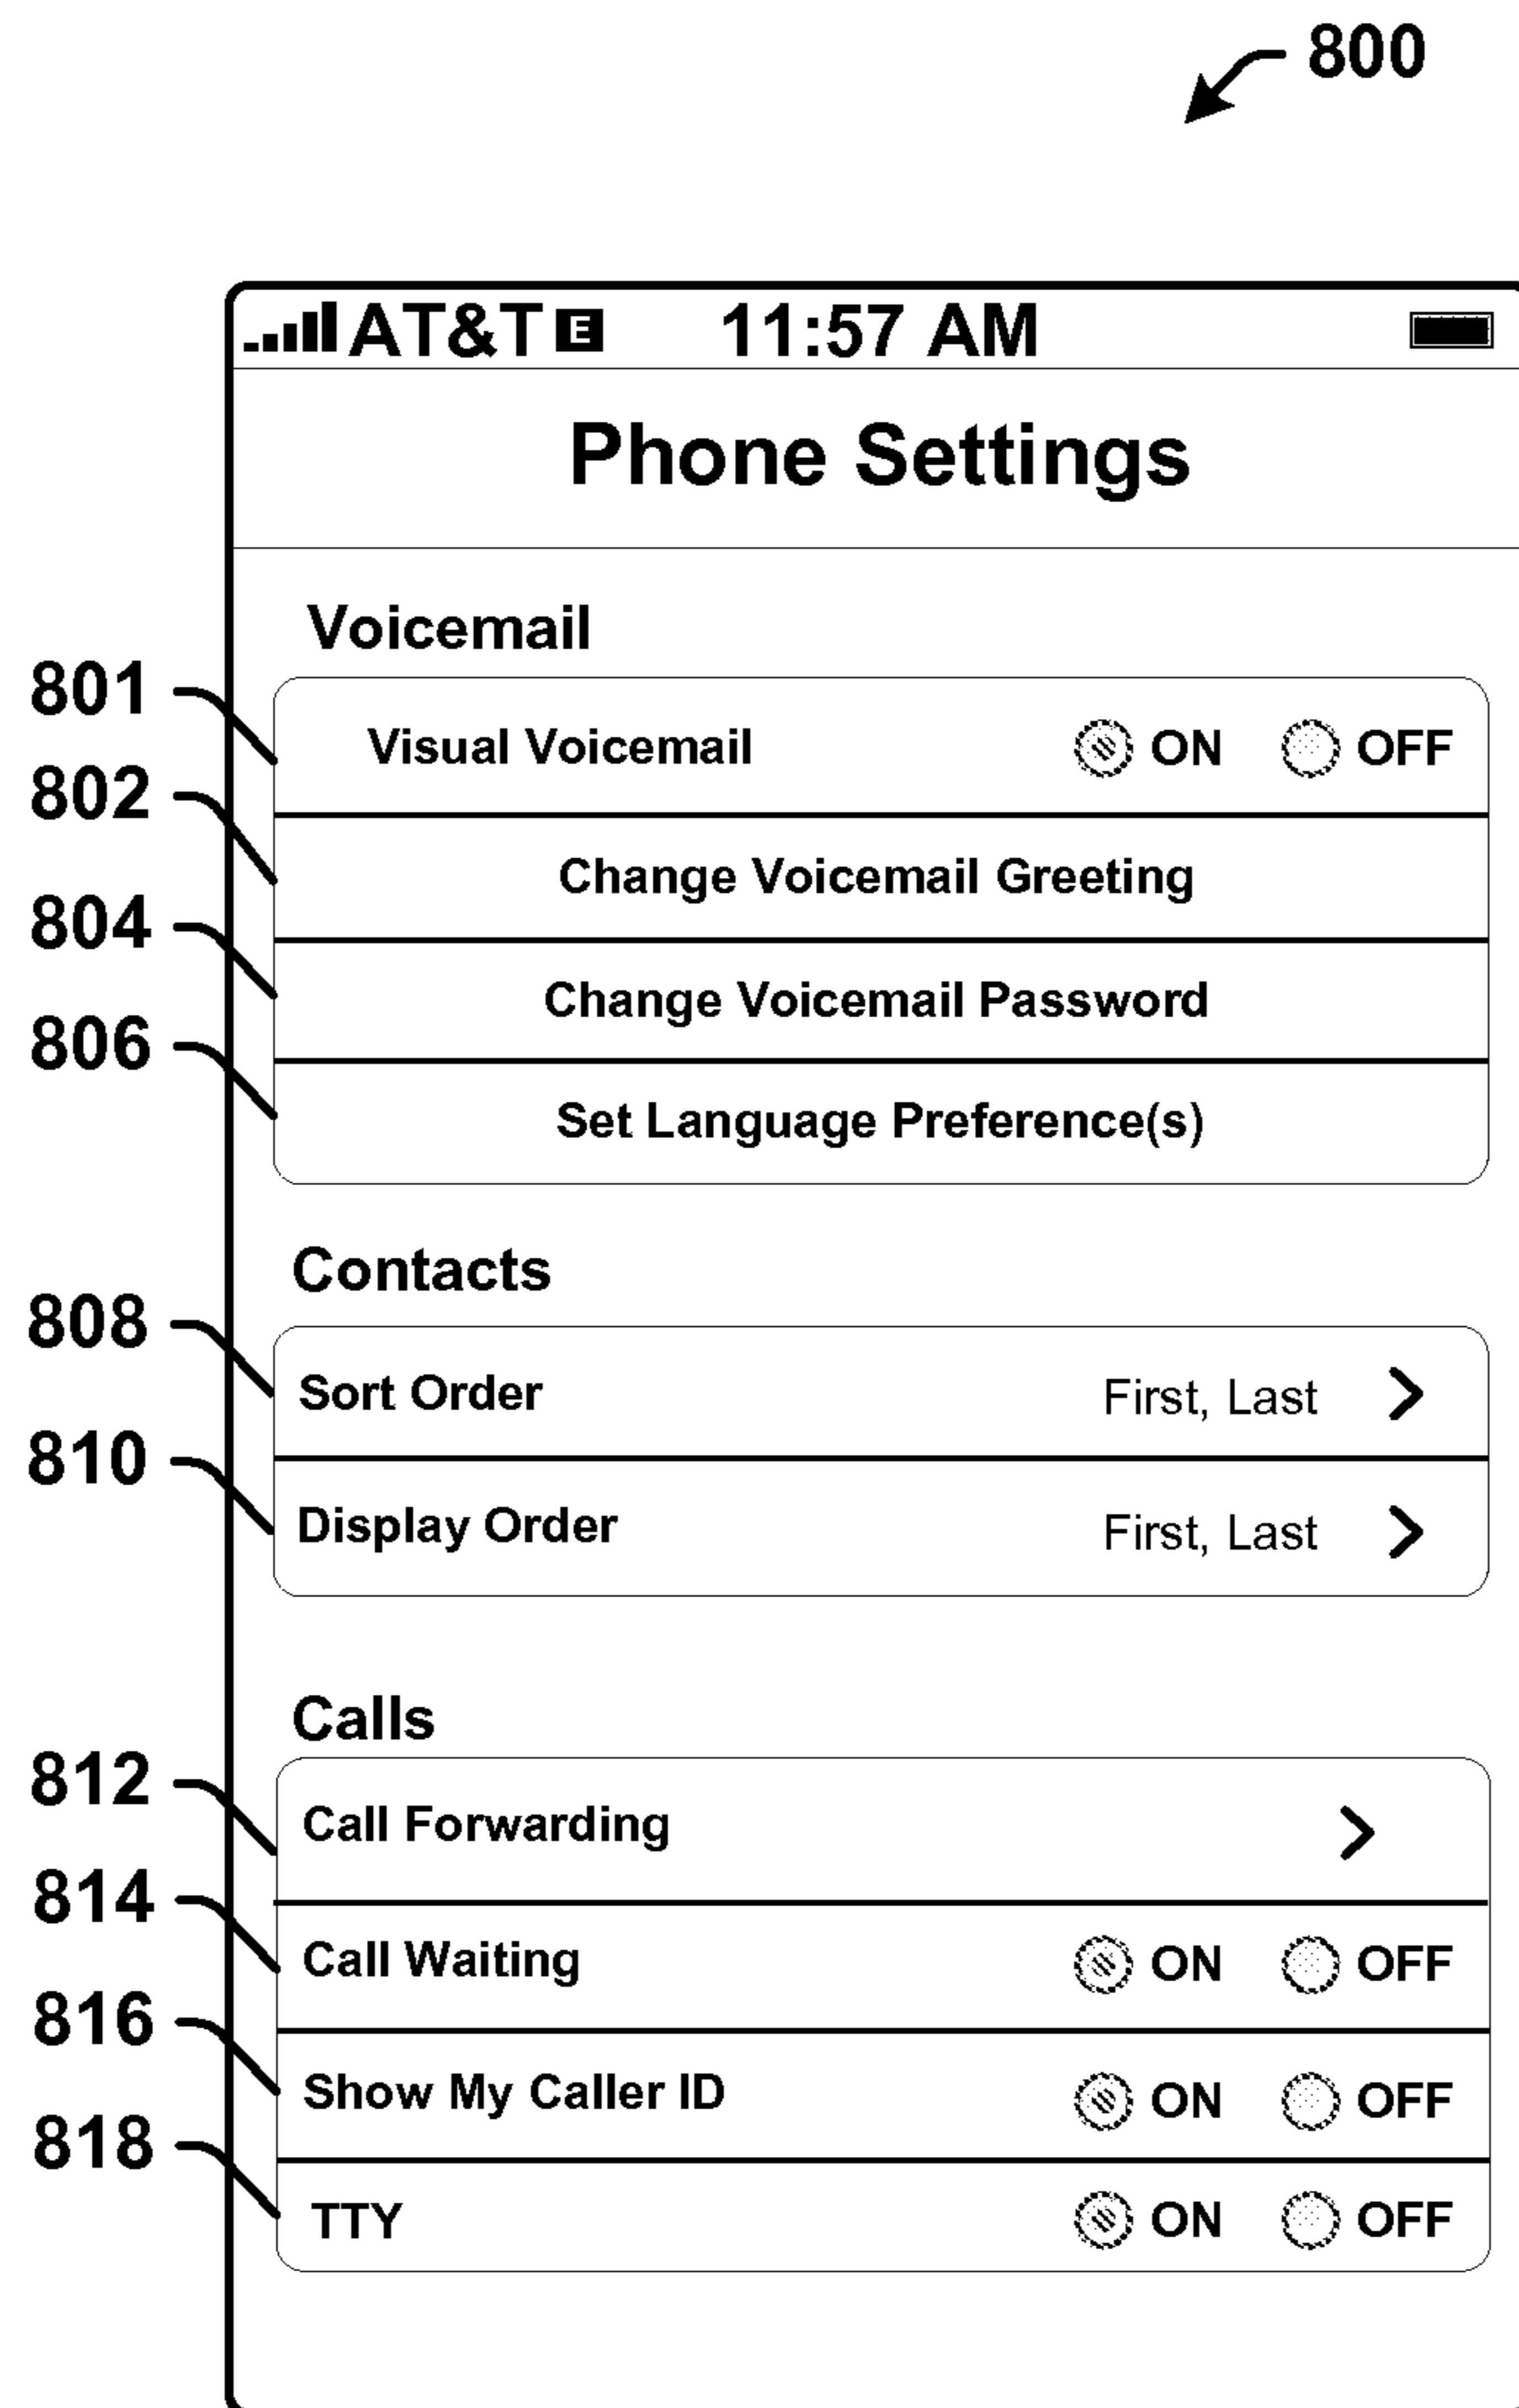 800
AT&T E 11:57 AM
Phone Settings
Voicemail
801 Visual Voicemail ON OFF
802 Change Voicemail Greeting
804 Change Voicemail Password
806 Set Language Preference(s)
Contacts
808 Sort Order First, Last >
810 Display Order First, Last >
Calls
812 Call Forwarding >
814 Call Waiting ON OFF
816 Show My Caller ID ON OFF
818 TTY ON OFF